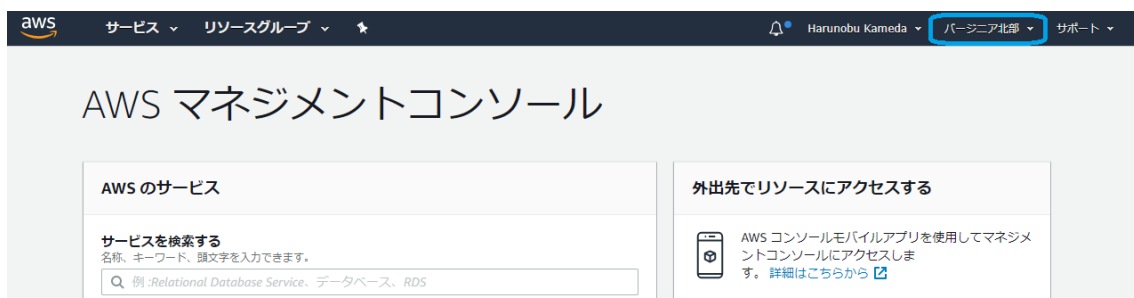 aws サービス リソースグループ Harunobu Kameda バージニア北部 サポート
AWS マネジメントコンソール
AWS のサービス
サービスを検索する
名称、キーワード、頭文字を入力できます。
例 :Relational Database Service、データベース、RDS
外出先でリソースにアクセスする
AWS コンソールモバイルアプリを使用してマネジメ
ントコンソールにアクセスしま
す。 詳細はこちらから